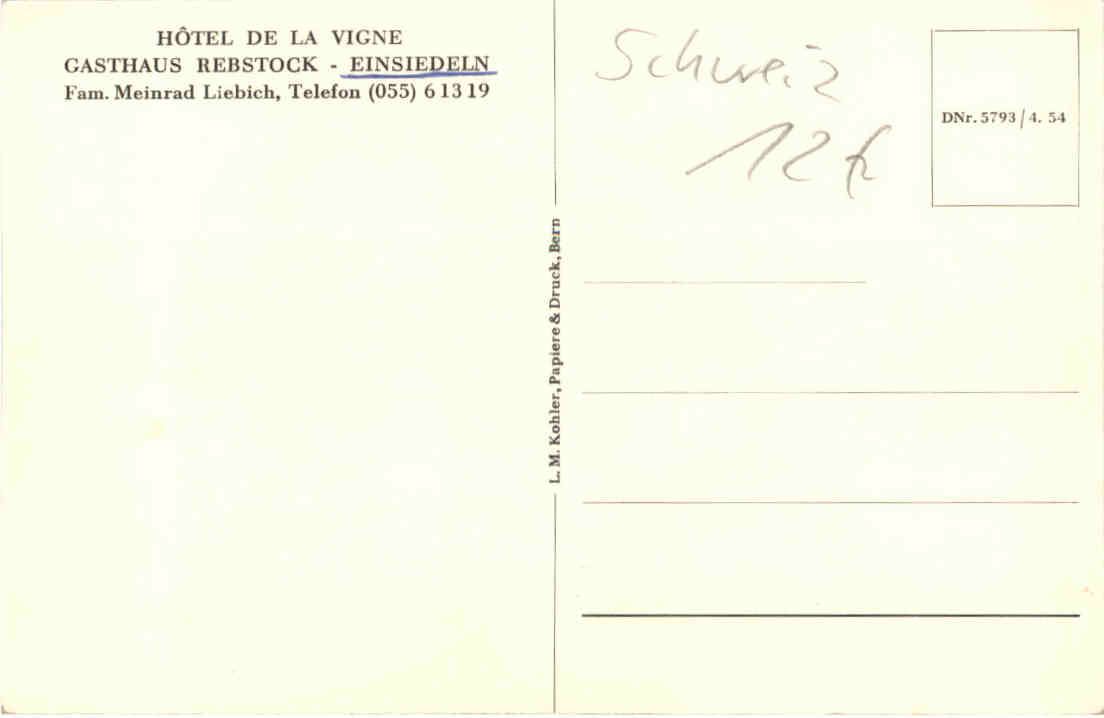 HÔTEL DE LA VIGNE
GASTHAUS REBSTOCK - EINSIEDELN
Fam. Meinrad Liebich, Telefon (055) 6 13 19
Schweiz
12
DNr. 5793/4. 54
L. M. Kohler, Papiere & Druck, Bern